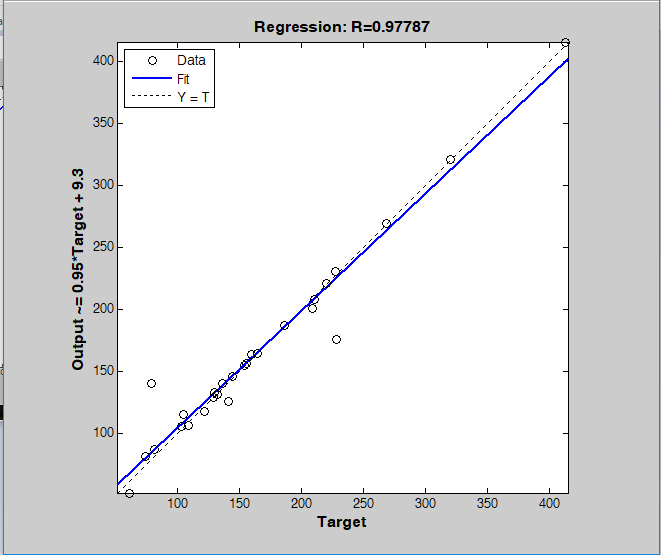 Regression: R=0.97787
Data
Fit
Y = T
400
350
300
250
200
150
100
Output ~= 0.95*Target + 9.3
100 150 200 250 300 350 400
Target